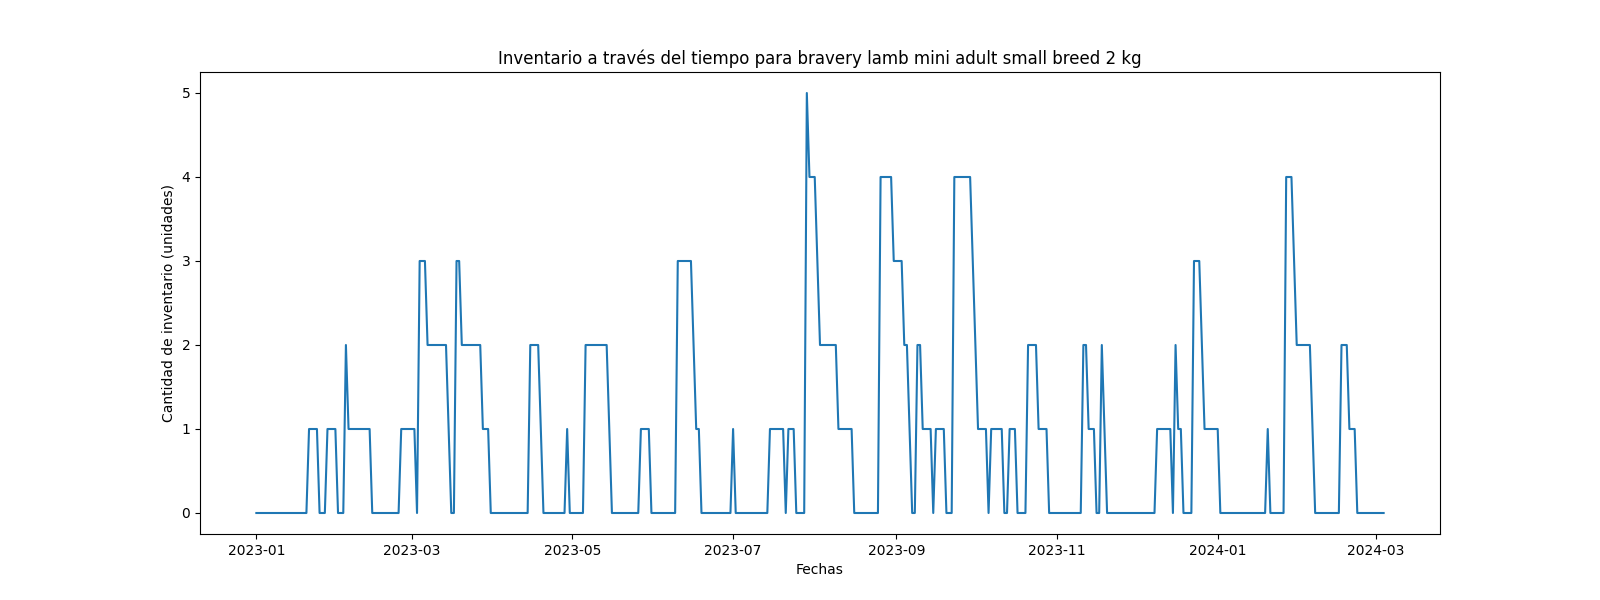 Inventario a través del tiempo para bravery lamb mini adult small breed 2 kg
Cantidad de inventario (unidades)
5
4
3
2
1
0
2023-01 2023-03 2023-05 2023-07 2023-09 2023-11 2024-01 2024-03
Fechas